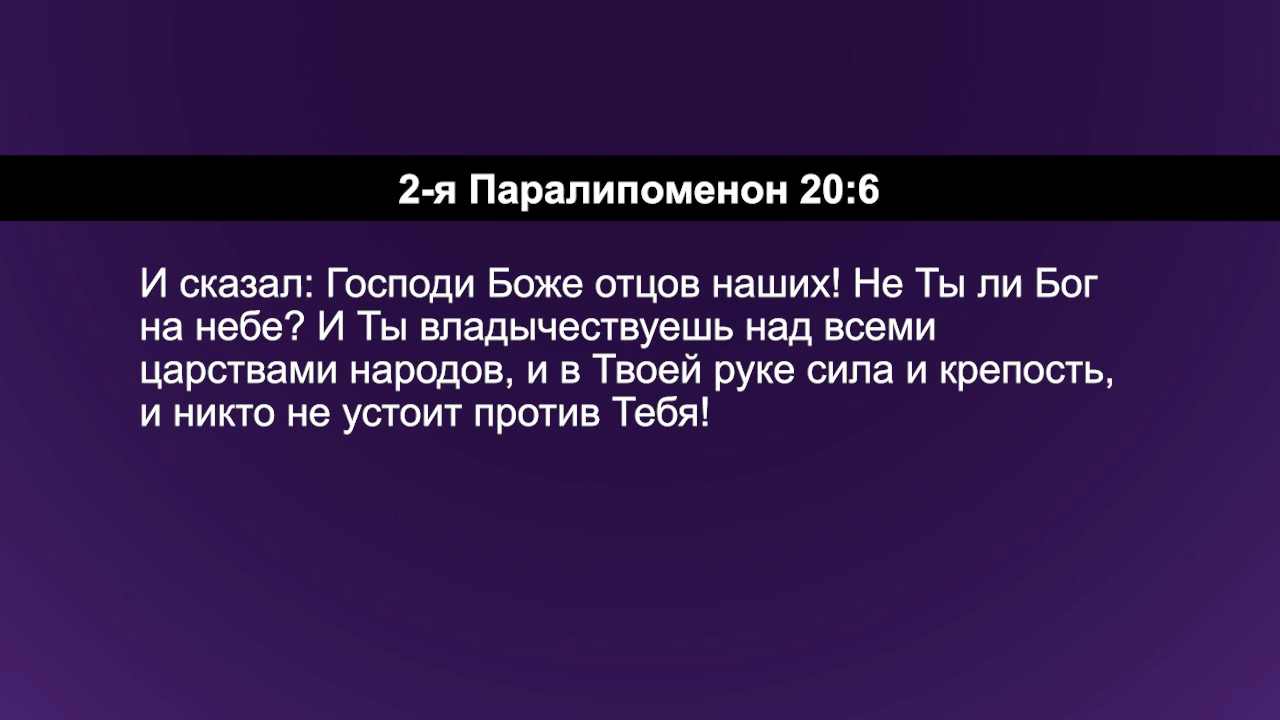 2-я Паралипоменон 20:6
И сказал: Господи Боже отцов наших! Не Ты ли Бог
на небе? И Ты владычествуешь над всеми
царствами народов, и в Твоей руке сила и крепость,
и никто не устоит против Тебя!